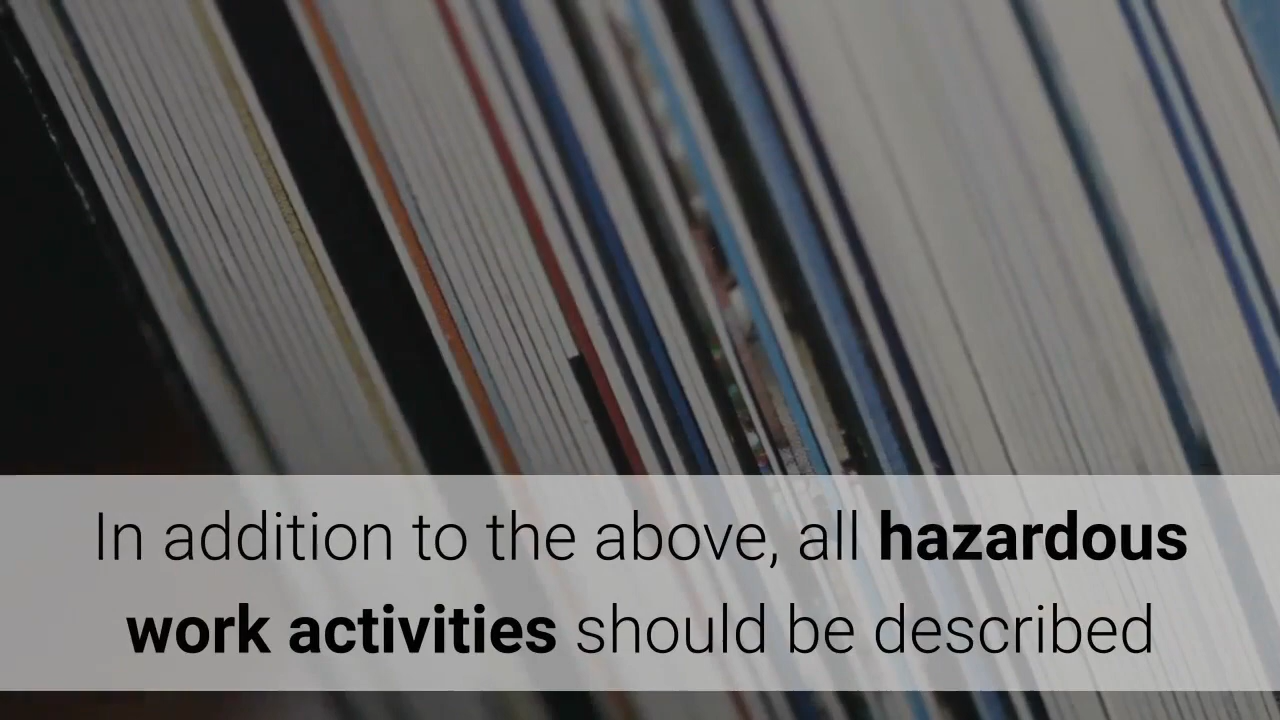 In addition to the above, all hazardous
work activities should be described